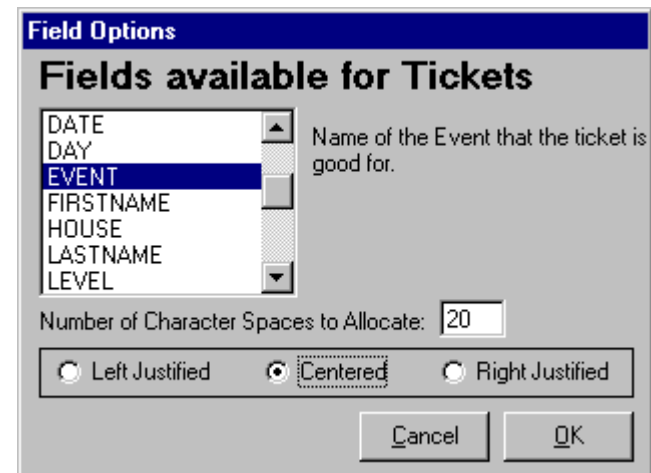 Field Options
Fields available for Tickets
DATE
DAY
EVENT
FIRSTNAME
HOUSE
LASTNAME
LEVEL
Name of the Event that the ticket is
good for.
Number of Character Spaces to Allocate: 20
Left Justified Centered Right Justified
Cancel OK